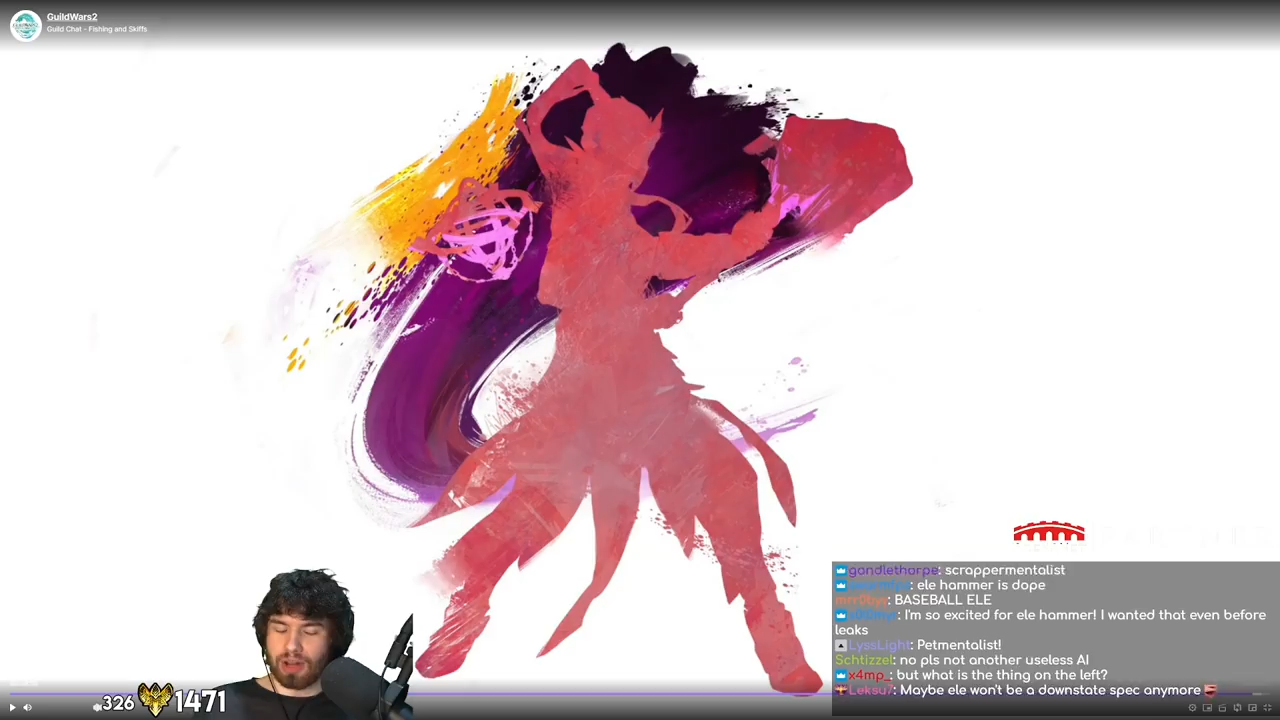 GuildWars2
Guild Chat - Fishing and Skiffs
gandletharpe: scrappermentalist
: ele hammer is dope
: BASEBALL ELE
: I'm so excited for ele hammer! I wanted that even before
leaks
LyssLight: Petmentalist!
Schtizzel: no pls not another useless AI
x4mp_: but what is the thing on the left?
Leksu7: Maybe ele won't be a downstate spec anymore
326 1471